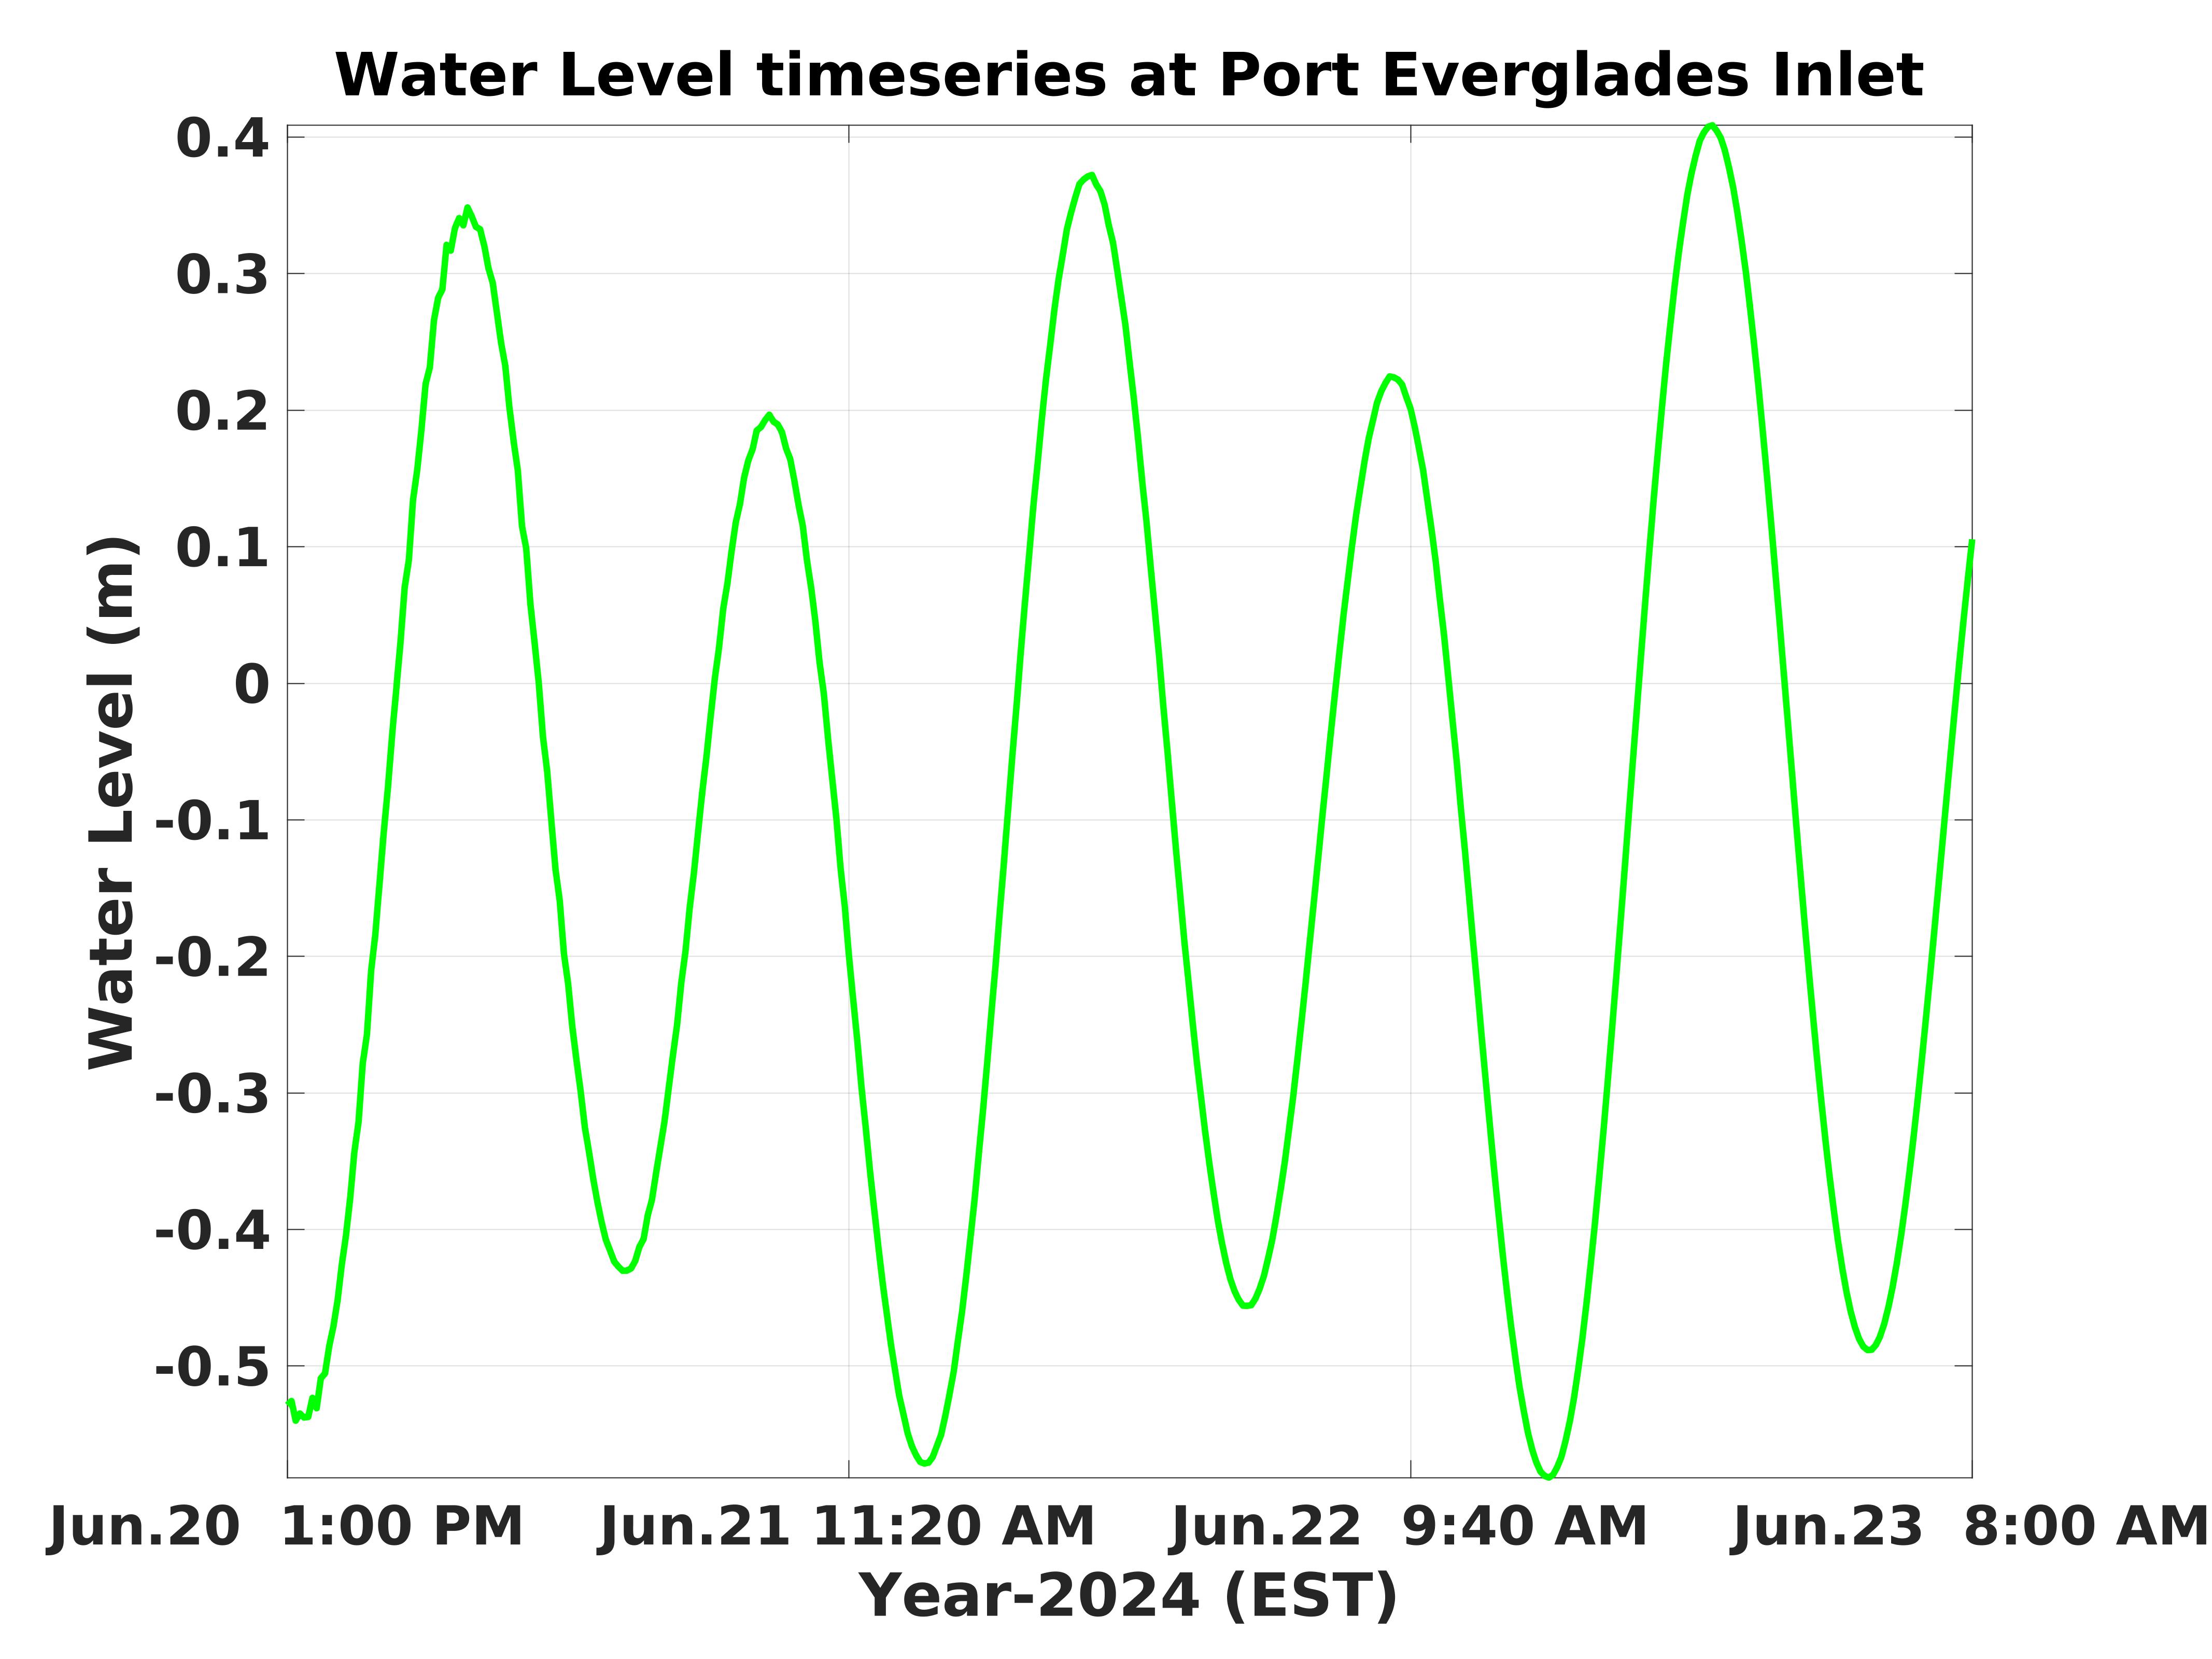 Water Level timeseries at Port Everglades Inlet
0.4
0.3
0.2
0.1
0
-0.1
-0.2
-0.3
-0.4
-0.5
Water Level (m)
Jun.20 1:00 PM
Jun.21 11:20 AM
Jun.22 9:40 AM
Jun.23 8:00 AM
Year-2024 (EST)